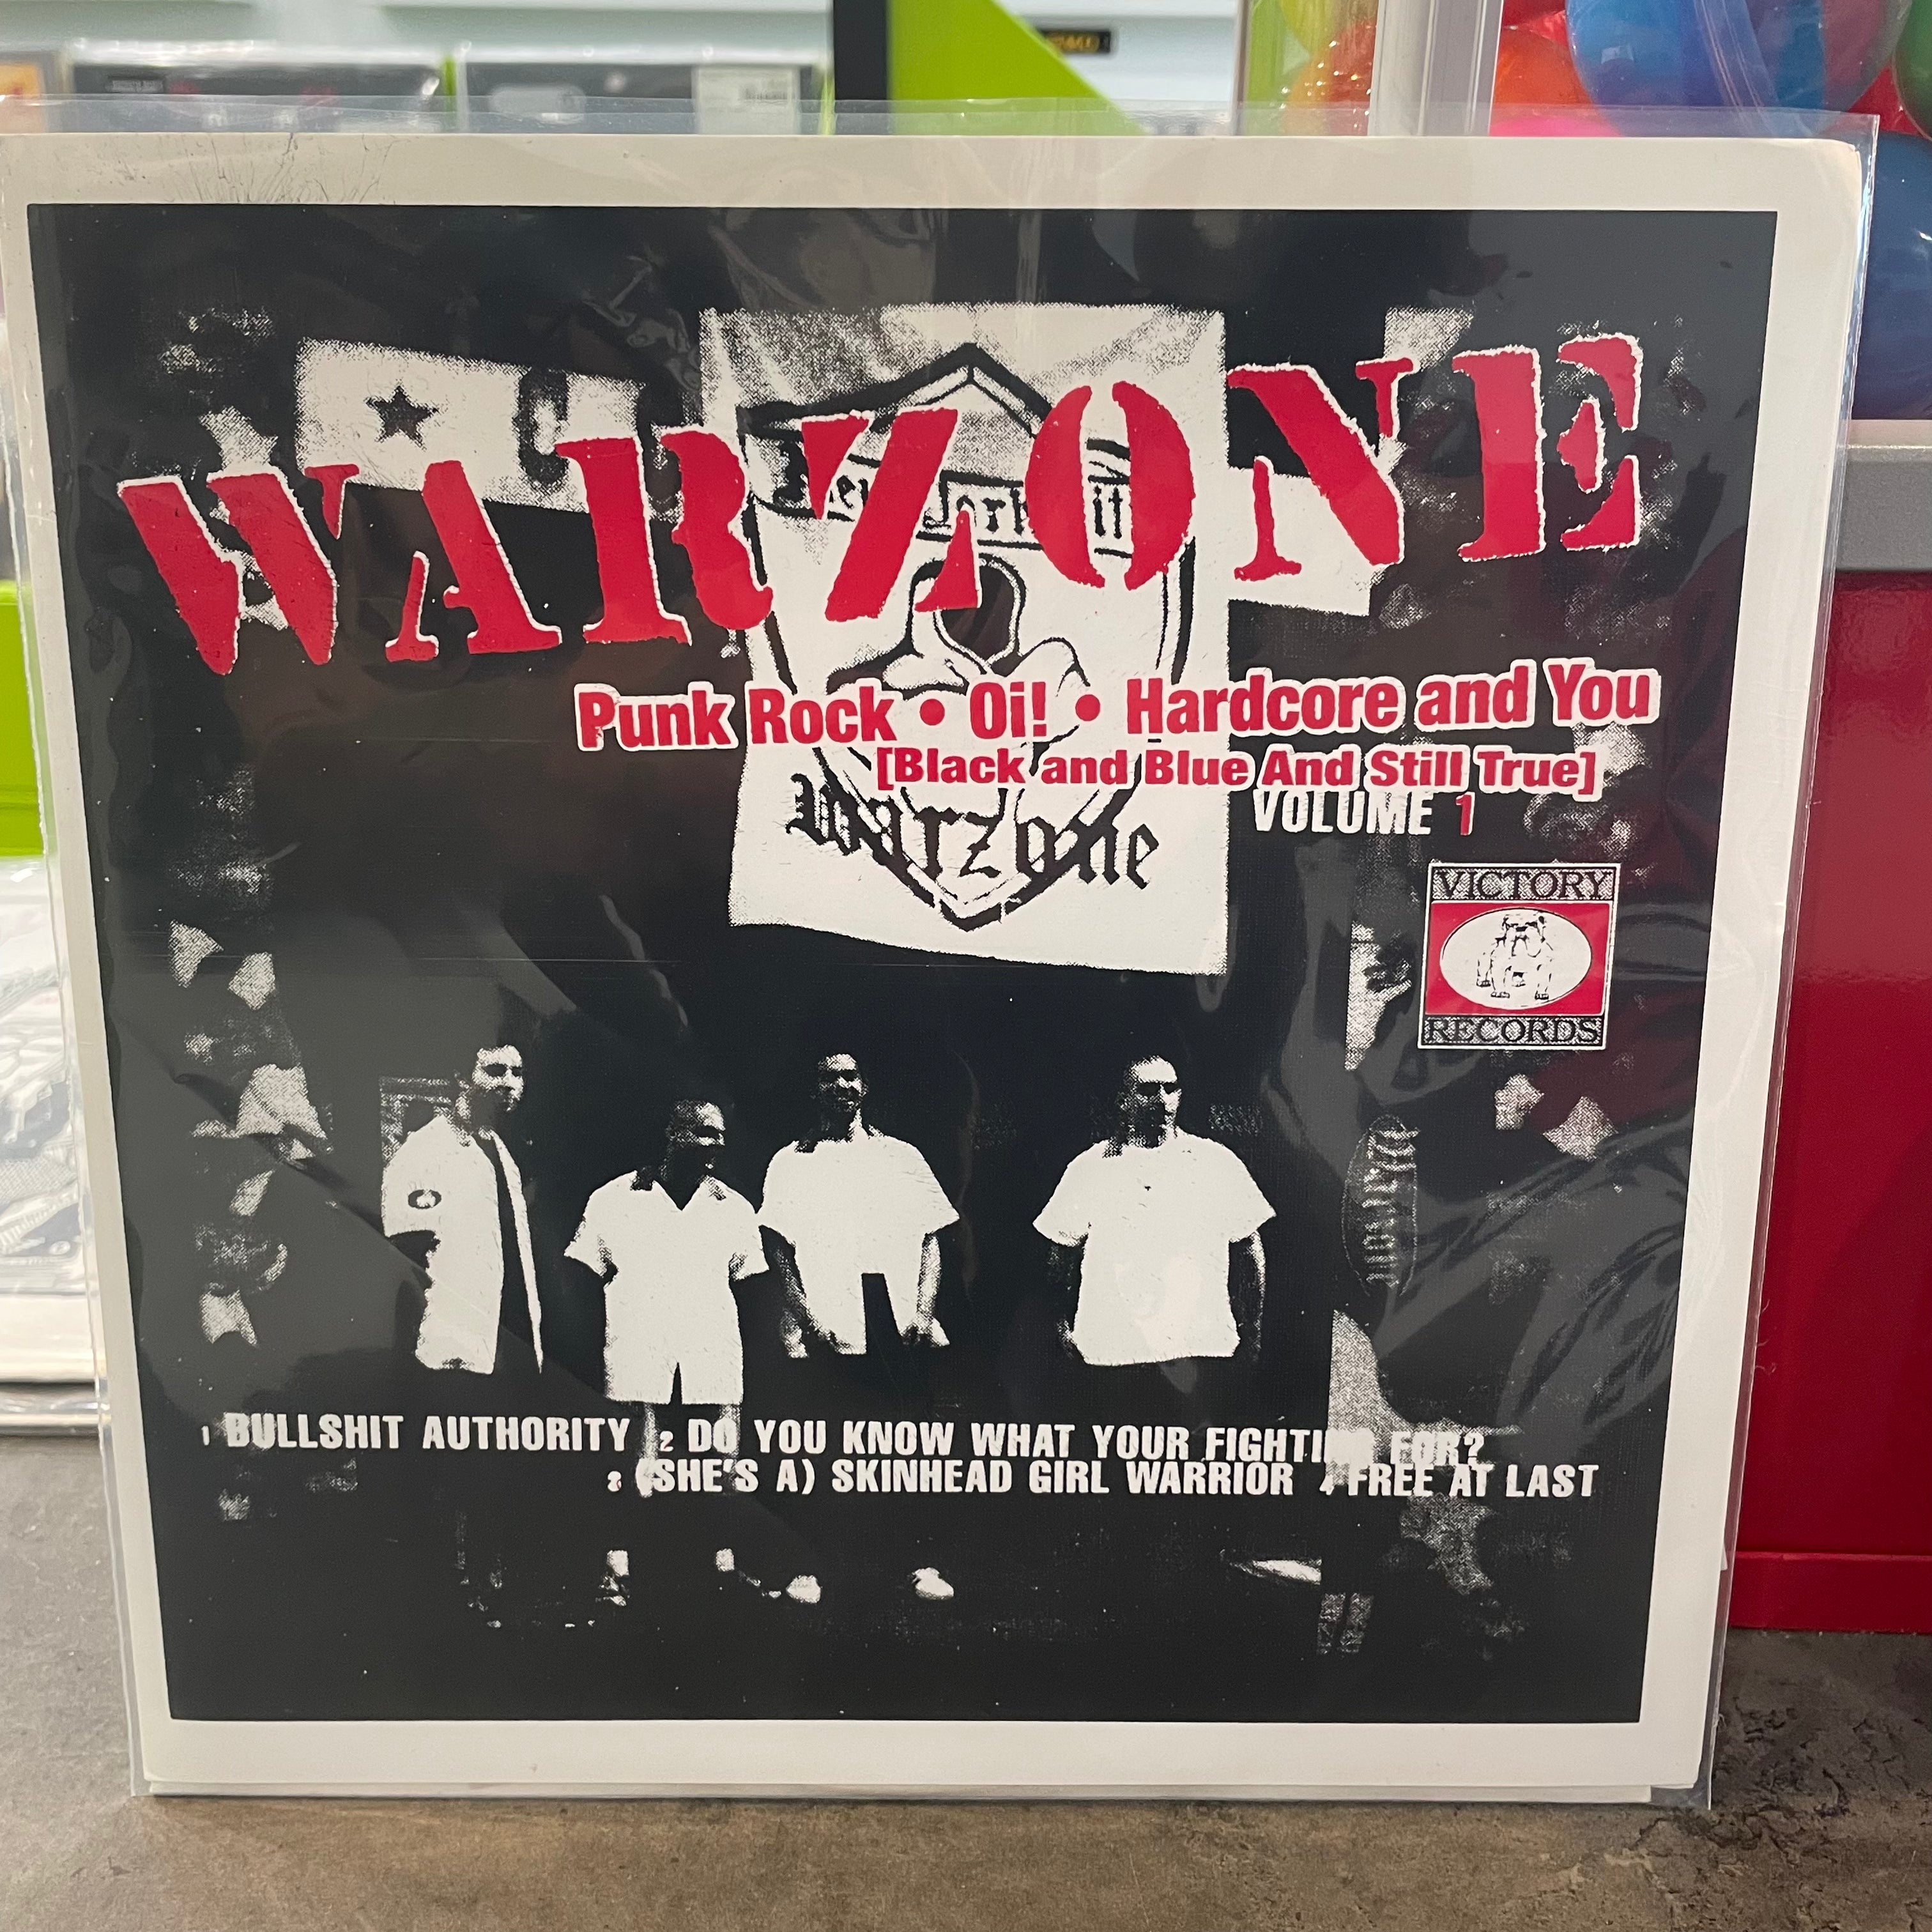 WARZONE
Punk Rock • Oi! • Hardcore and You
[Black and Blue And Still True]
VOLUME 1
Warzone
VICTORY
RECORDS
1 BULLSHIT AUTHORITY 2 DO YOU KNOW WHAT YOUR FIGHTING FOR?
3 (SHE'S A) SKINHEAD GIRL WARRIOR 4 FREE AT LAST